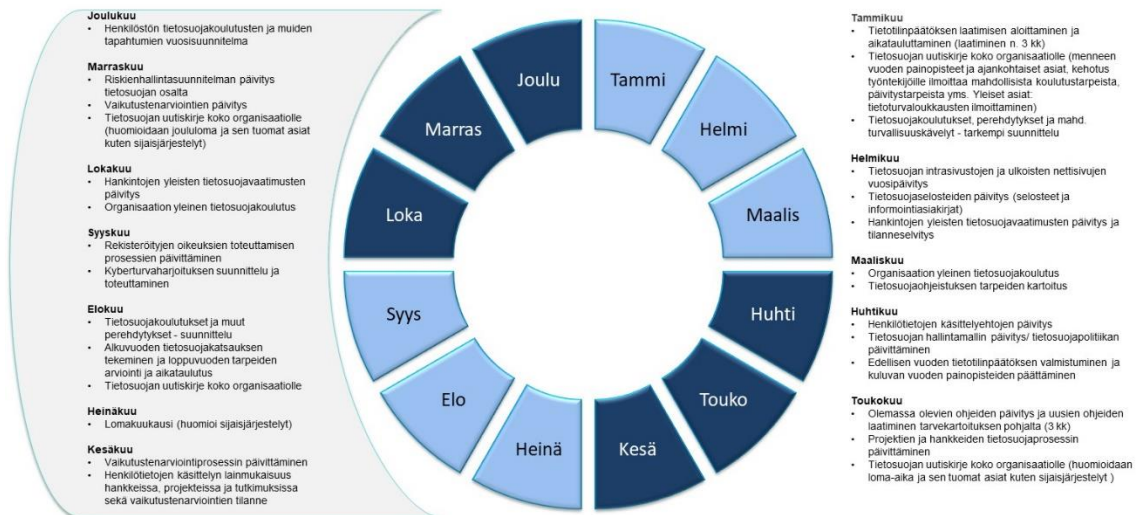 Joulukuu
• Henkilöstön tietosuojakoulutusten ja muiden
tapahtumien vuosisuunnitelma
Marraskuu
• Riskienhallintasuunnitelman päivitys
tietosuojan osalta
• Vaikutustenarviointien päivitys
• Tietosuojan uutiskirje koko organisaatiolle
(huomioidaan joululoma ja sen tuomat asiat
kuten sijaisjärjestelyt)
Lokakuu
• Hankintojen yleisten tietosuojavaatimusten
päivitys
• Organisaation yleinen tietosuojakoulutus
Syyskuu
• Rekisteröityjen oikeuksien toteuttamisen
prosessien päivittäminen
• Kyberturvaharjoituksen suunnittelu ja
toteuttaminen
Elokuu
• Tietosuojakoulutukset ja muut
perehdytykset - suunnittelu
• Alkuvuoden tietosuojakatsauksen
tekeminen ja loppuvuoden tarpeiden
arviointi ja aikataulutus
• Tietosuojan uutiskirje koko organisaatiolle
Heinäkuu
• Lomakuukausi (huomioi sijaisjärjestelyt)
Kesäkuu
• Vaikutustenarviointiprosessin päivittäminen
• Henkilötietojen käsittelyn lainmukaisuus
hankkeissa, projekteissa ja tutkimuksissa
sekä vaikutustenarviointien tilanne
Joulu
Tammi
Marras
Helmi
Loka
Maalis
Syys
Huhti
Elo
Touko
Heinä
Kesä
Tammikuu
• Tietotilinpäätöksen laatimisen aloittaminen ja
aikatauluttaminen (laatiminen n. 3 kk)
• Tietosuojan uutiskirje koko organisaatiolle (menneen
vuoden painopisteet ja ajankohtaiset asiat, kehotus
työntekijöille ilmoittaa mahdollisista koulutustarpeista,
päivitystarpeista yms. Yleiset asiat:
tietoturvaloukkausten ilmoittaminen)
• Tietosuojakoulutukset, perehdytykset ja mahd.
turvallisuuskävelyt - tarkempi suunnittelu
Helmikuu
• Tietosuojan intrasivustojen ja ulkoisten nettisivujen
vuosipäivitys
• Tietosuojaselosteiden päivitys (selosteet ja
informointiasiakirjat)
• Hankintojen yleisten tietosuojavaatimusten päivitys ja
tilanneselvitys
Maaliskuu
• Organisaation yleinen tietosuojakoulutus
• Tietosuojaohjeistuksen tarpeiden kartoitus
Huhtikuu
• Henkilötietojen käsittelyehtojen päivitys
• Tietosuojan hallintamallin päivitys/ tietosuojapolitiikan
päivittäminen
• Edellisen vuoden tietotilinpäätöksen valmistuminen ja
kuluvan vuoden painopisteiden päättäminen
Toukokuu
• Olemassa olevien ohjeiden päivitys ja uusien ohjeiden
laatiminen tarvekartoituksen pohjalta (3 kk)
• Projektien ja hankkeiden tietosuojaprosessin
päivittäminen
• Tietosuojan uutiskirje koko organisaatiolle (huomioidaan
loma-aika ja sen tuomat asiat kuten sijaisjärjestelyt )